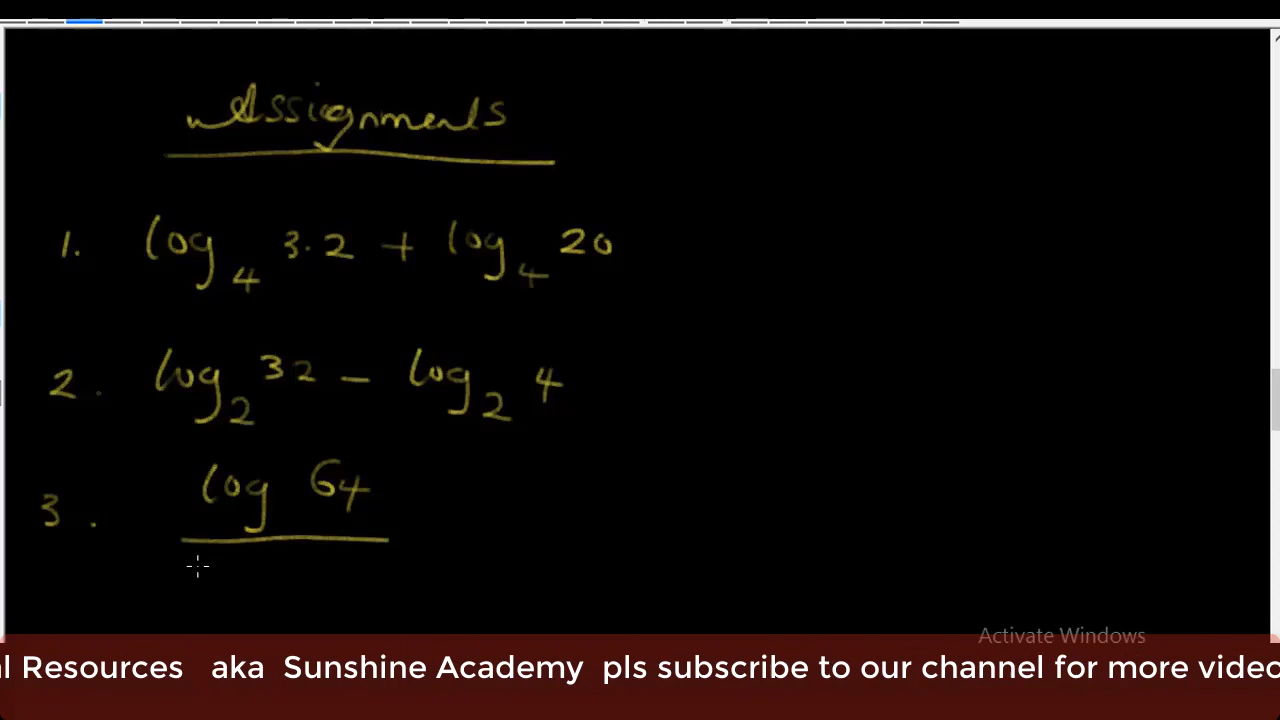 Assignments
1. log₄ 3.2 + log₄ 20
2. log₂ 32 - log₂ 4
3. log 64
Activate Windows
l Resources aka Sunshine Academy pls subscribe to our channel for more video